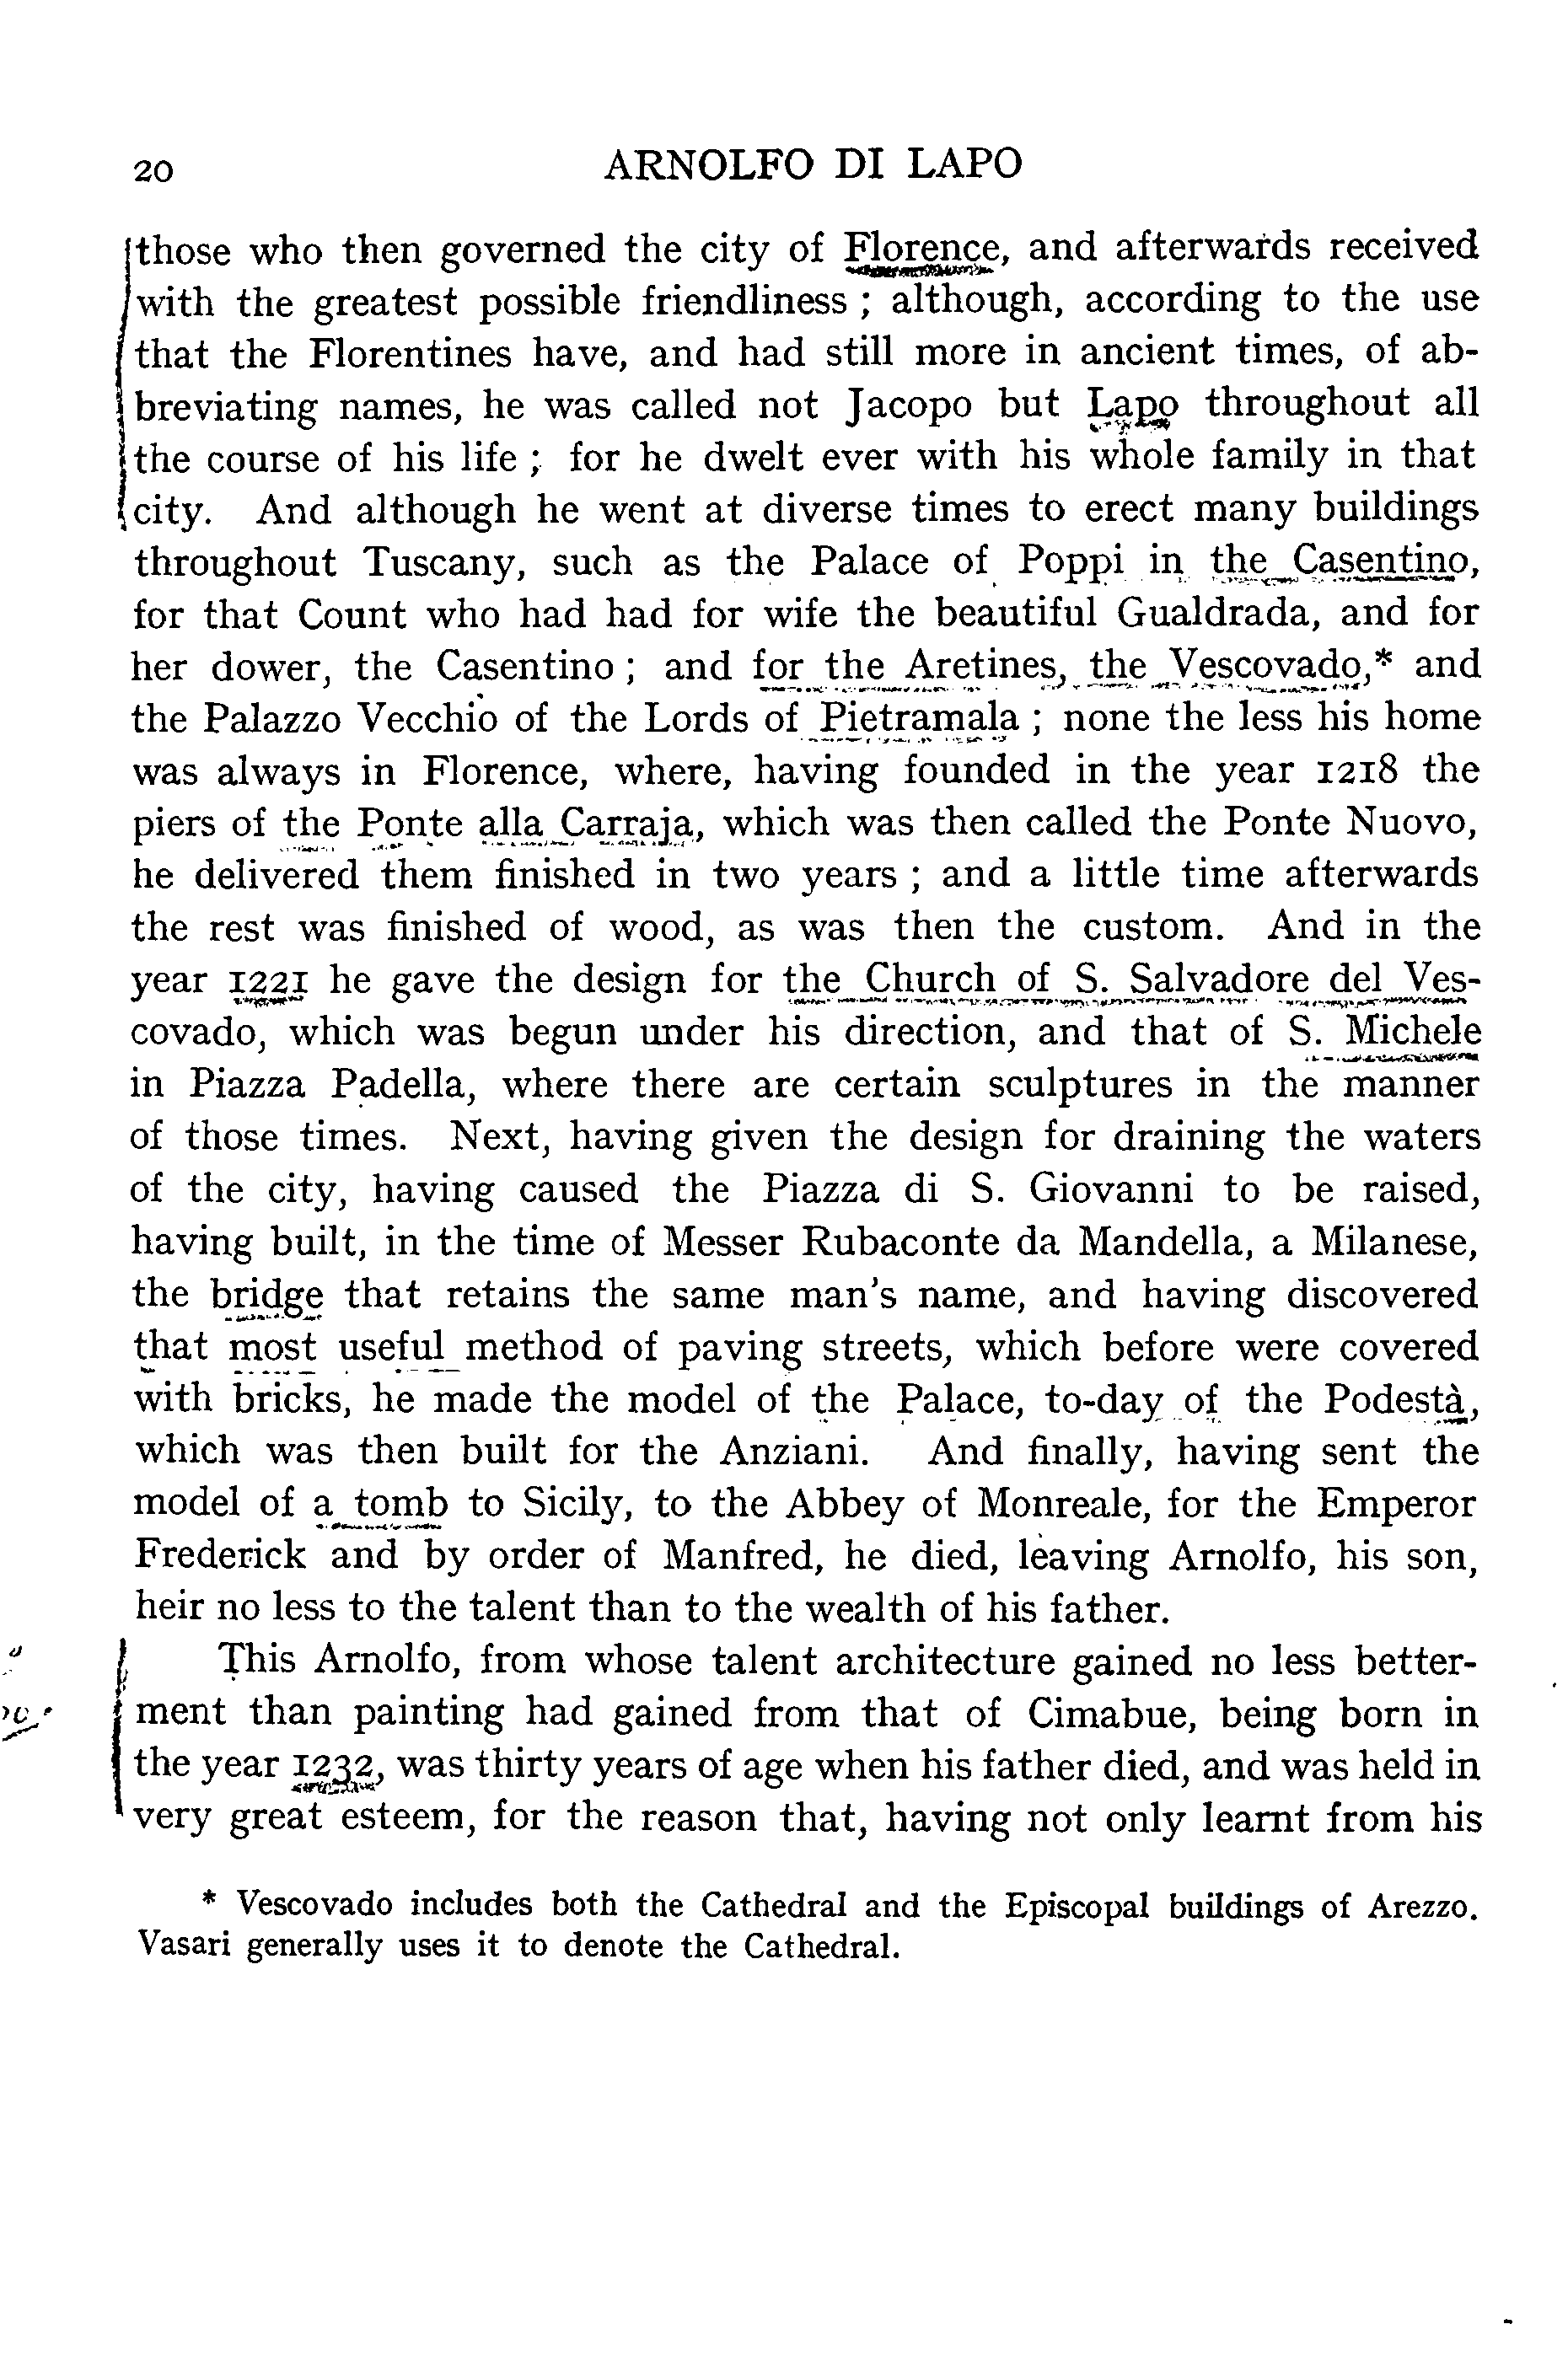 20 ARNOLFO DI LAPO
those who then governed the city of Florence, and afterwards received
with the greatest possible friendliness ; although, according to the use
that the Florentines have, and had still more in ancient times, of ab-
breviating names, he was called not Jacopo but Lapo throughout all
the course of his life ; for he dwelt ever with his whole family in that
city. And although he went at diverse times to erect many buildings
throughout Tuscany, such as the Palace of Poppi in the Casentino,
for that Count who had had for wife the beautiful Gualdrada, and for
her dower, the Casentino ; and for the Aretines, the Vescovado,* and
the Palazzo Vecchio of the Lords of Pietramala ; none the less his home
was always in Florence, where, having founded in the year 1218 the
piers of the Ponte alla Carraja, which was then called the Ponte Nuovo,
he delivered them finished in two years ; and a little time afterwards
the rest was finished of wood, as was then the custom. And in the
year 1221 he gave the design for the Church of S. Salvadore del Ves-
covado, which was begun under his direction, and that of S. Michele
in Piazza Padella, where there are certain sculptures in the manner
of those times. Next, having given the design for draining the waters
of the city, having caused the Piazza di S. Giovanni to be raised,
having built, in the time of Messer Rubaconte da Mandella, a Milanese,
the bridge that retains the same man's name, and having discovered
that most useful method of paving streets, which before were covered
with bricks, he made the model of the Palace, to-day of the Podestà,
which was then built for the Anziani. And finally, having sent the
model of a tomb to Sicily, to the Abbey of Monreale, for the Emperor
Frederick and by order of Manfred, he died, leaving Arnolfo, his son,
heir no less to the talent than to the wealth of his father.
This Arnolfo, from whose talent architecture gained no less better-
ment than painting had gained from that of Cimabue, being born in
the year 1232, was thirty years of age when his father died, and was held in
very great esteem, for the reason that, having not only learnt from his
* Vescovado includes both the Cathedral and the Episcopal buildings of Arezzo.
Vasari generally uses it to denote the Cathedral.